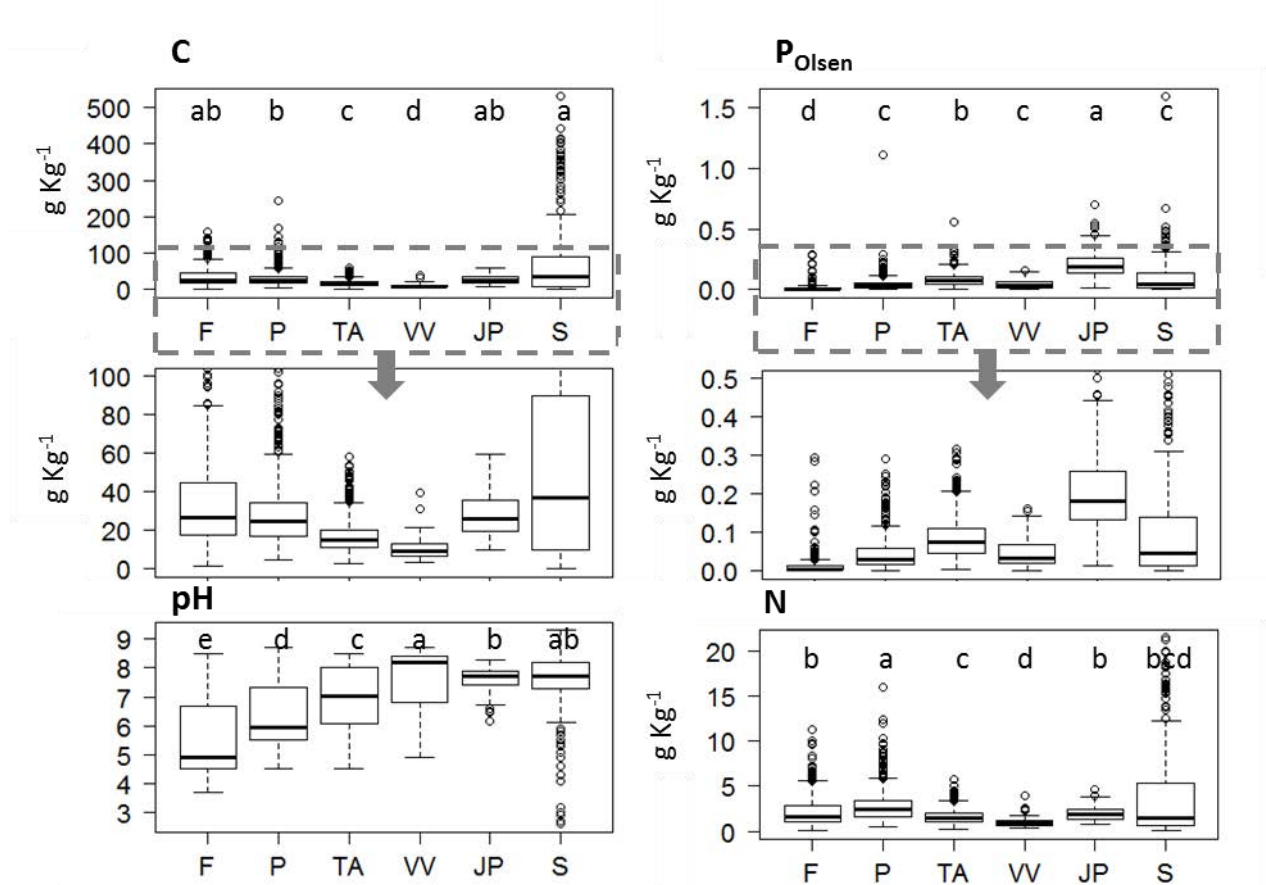 C
500
400
300
200
100
0
g Kg-1
ab b c d ab a
F P TA VV JP S
100
80
60
40
20
0
g Kg-1
P Olsen
1.5
1.0
0.5
0.0
g Kg-1
d c b c a c
F P TA VV JP S
0.5
0.4
0.3
0.2
0.1
0.0
g Kg-1
pH
9
8
7
6
5
4
3
e d c a b ab
F P TA VV JP S
N
20
15
10
5
0
g Kg-1
b a c d b bcd
F P TA VV JP S